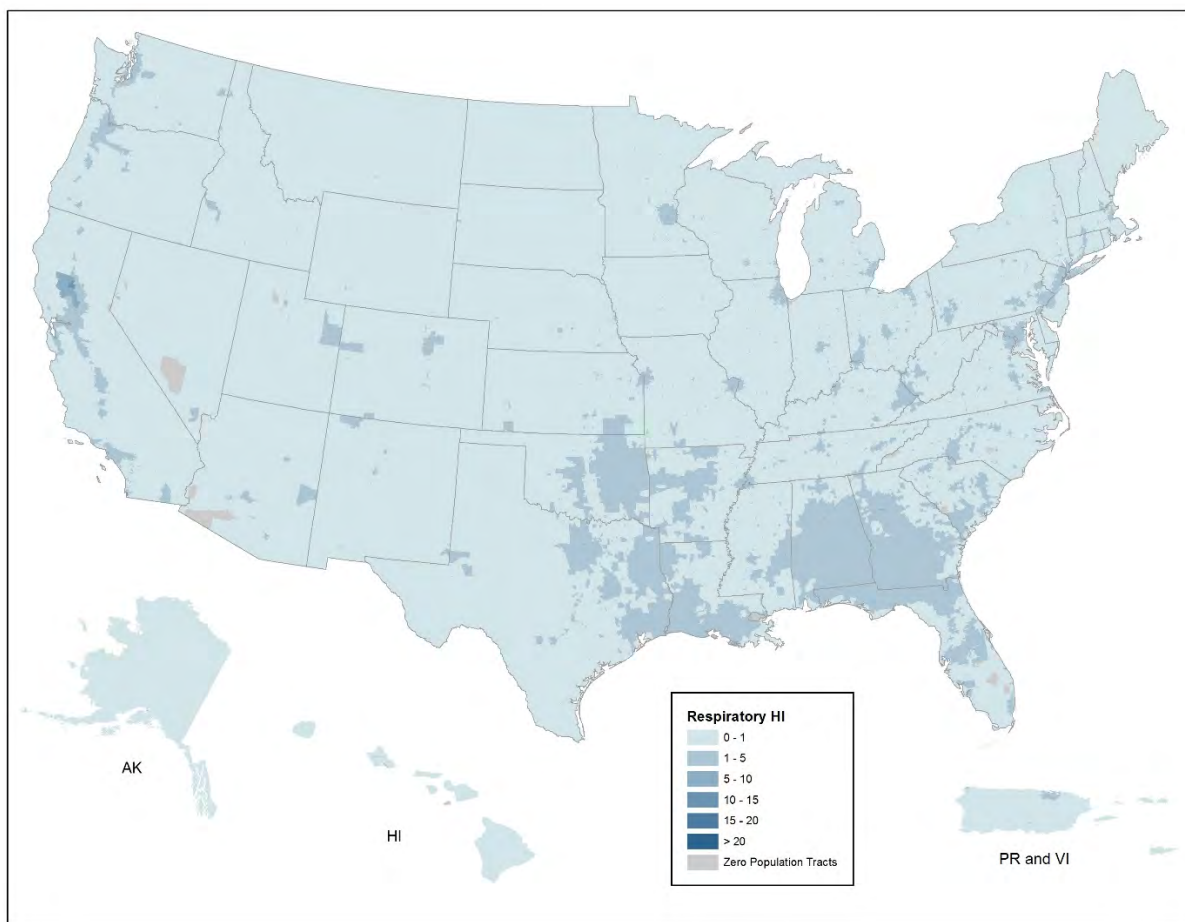 AK
HI
Respiratory HI
0 - 1
1 - 5
5 - 10
10 - 15
15 - 20
> 20
Zero Population Tracts
PR and VI